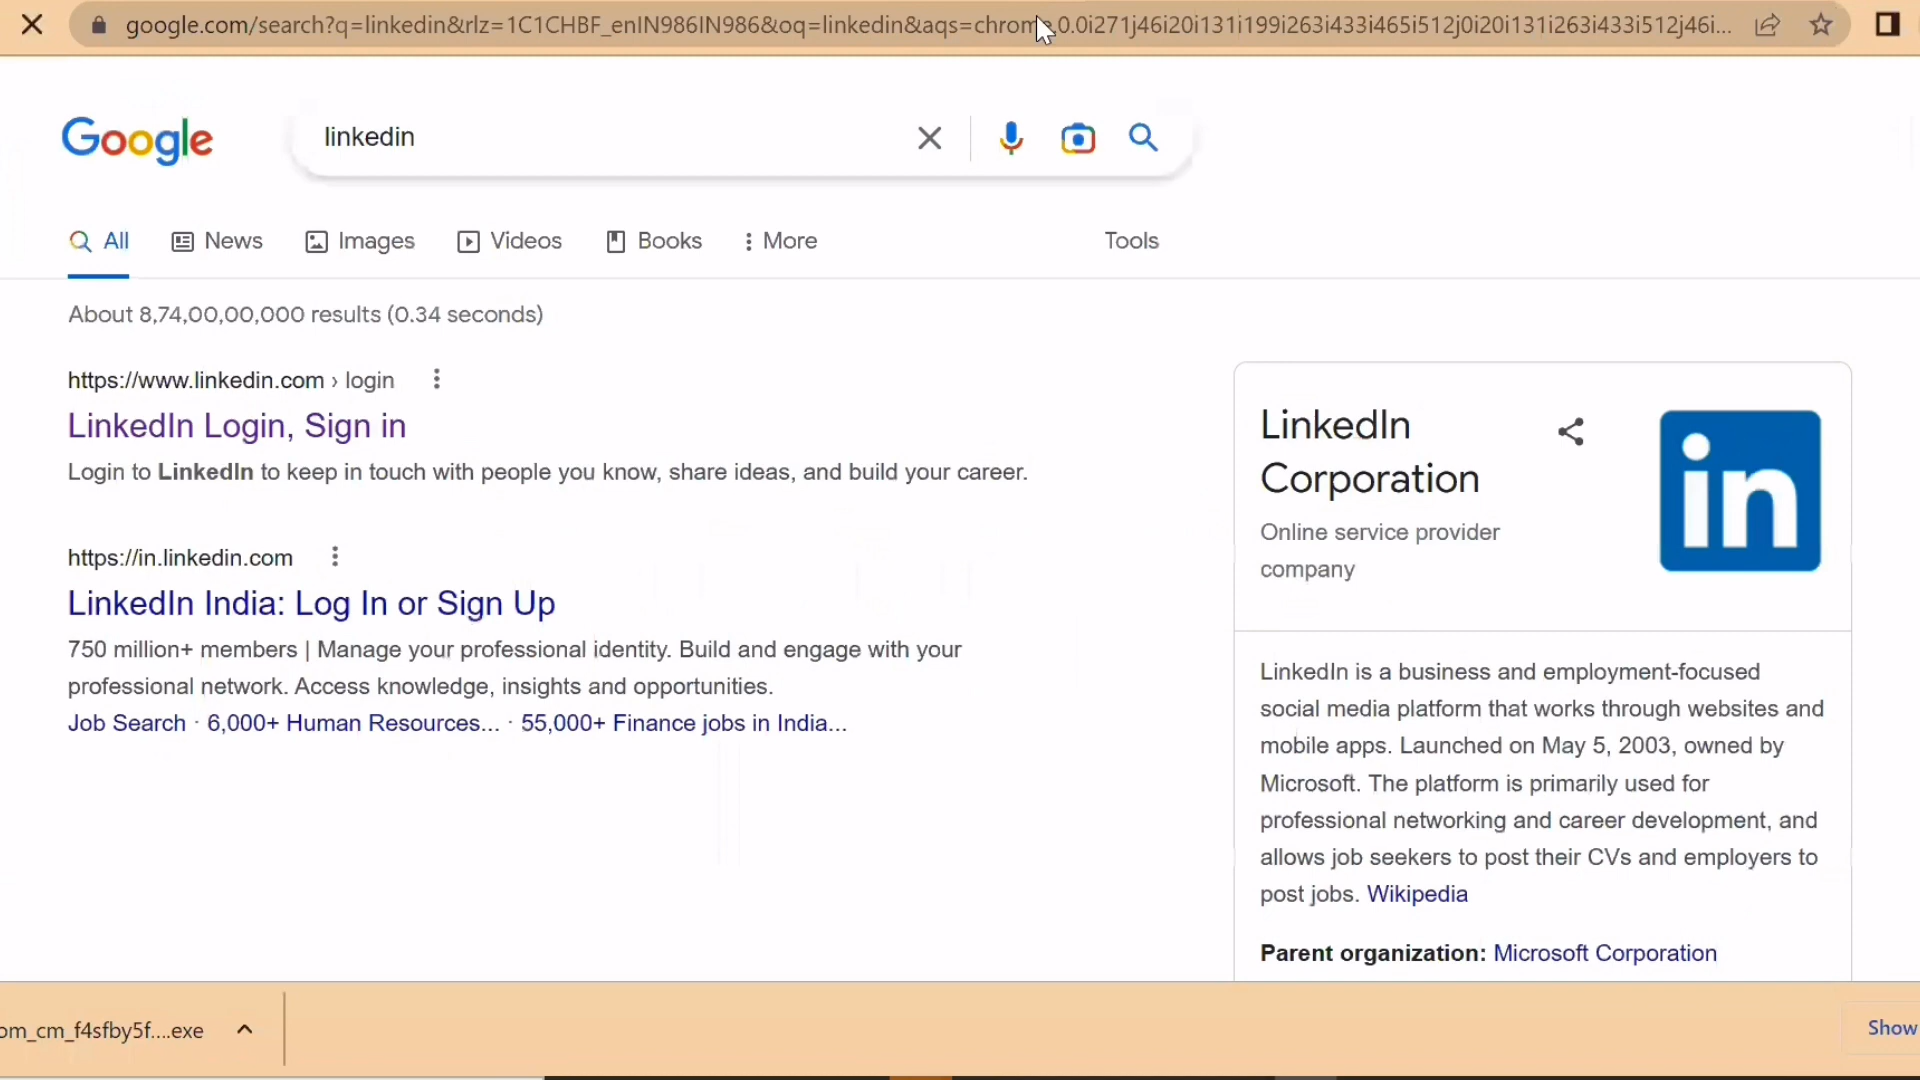 google.com/search?q=linkedin&rlz=1C1CHBF_enIN986IN986&oq=linkedin&aqs=chrome.0.0i271j46i20i131i199i263i433i465i512j0i20i131i263i433i512j46i...
Google
linkedin
All News Images Videos Books More Tools
About 8,74,00,00,000 results (0.34 seconds)
https://www.linkedin.com › login
LinkedIn Login, Sign in
Login to LinkedIn to keep in touch with people you know, share ideas, and build your career.
https://in.linkedin.com
LinkedIn India: Log In or Sign Up
750 million+ members | Manage your professional identity. Build and engage with your
professional network. Access knowledge, insights and opportunities.
Job Search · 6,000+ Human Resources... · 55,000+ Finance jobs in India...
LinkedIn
Corporation
in
Online service provider
company
LinkedIn is a business and employment-focused
social media platform that works through websites and
mobile apps. Launched on May 5, 2003, owned by
Microsoft. The platform is primarily used for
professional networking and career development, and
allows job seekers to post their CVs and employers to
post jobs. Wikipedia
Parent organization: Microsoft Corporation
om_cm_f4sfby5f....exe
Show